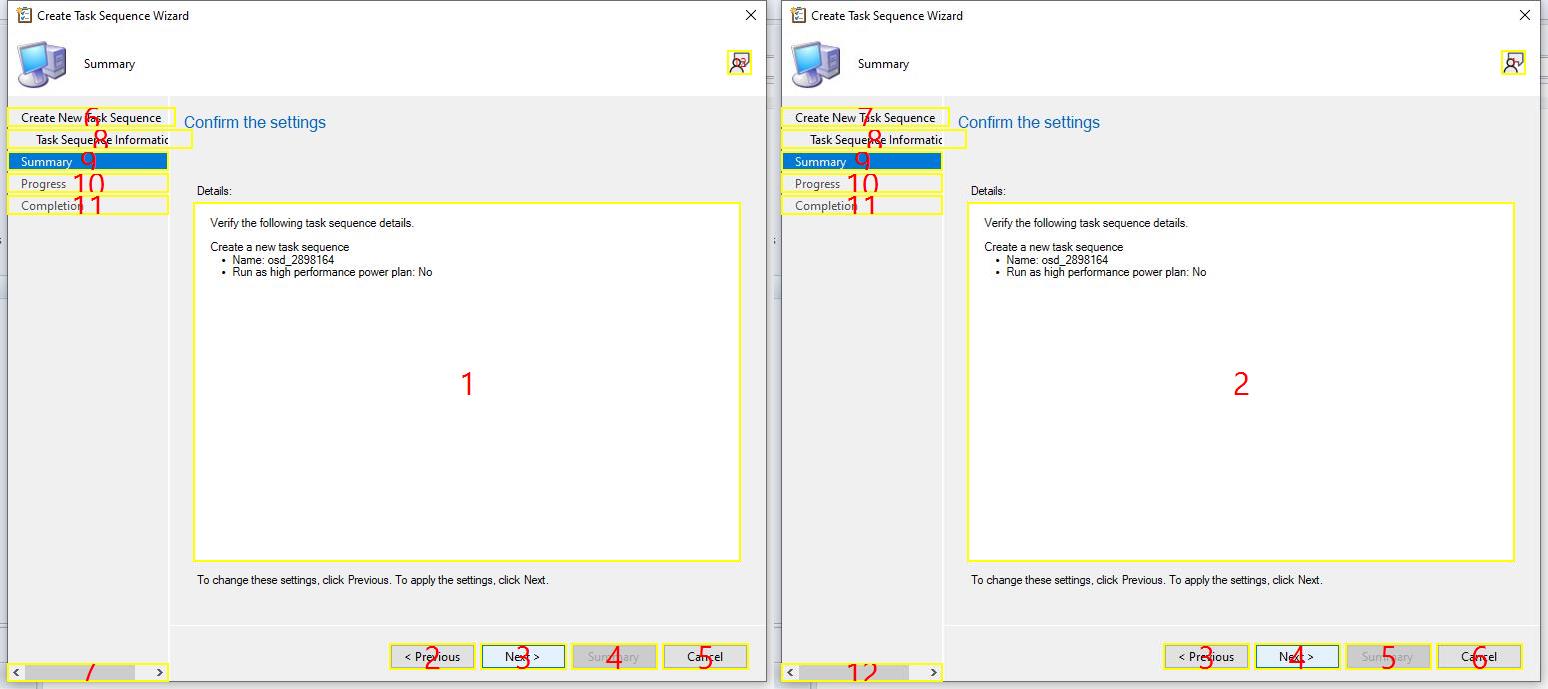 Create Task Sequence Wizard
Summary
Create New Task Sequence
6
Task Sequence Informatic
8
Summary
9
Progress
10
Completion
11
Confirm the settings
Details:
Verify the following task sequence details.
Create a new task sequence
• Name: osd_2898164
• Run as high performance power plan: No
1
To change these settings, click Previous. To apply the settings, click Next.
7
< Previous
2
Next >
3
Summary
4
Cancel
5
Create Task Sequence Wizard
Summary
Create New Task Sequence
7
Task Sequence Informatic
8
Summary
9
Progress
10
Completion
11
Confirm the settings
Details:
Verify the following task sequence details.
Create a new task sequence
• Name: osd_2898164
• Run as high performance power plan: No
2
To change these settings, click Previous. To apply the settings, click Next.
12
< Previous
3
Next >
4
Summary
5
Cancel
6